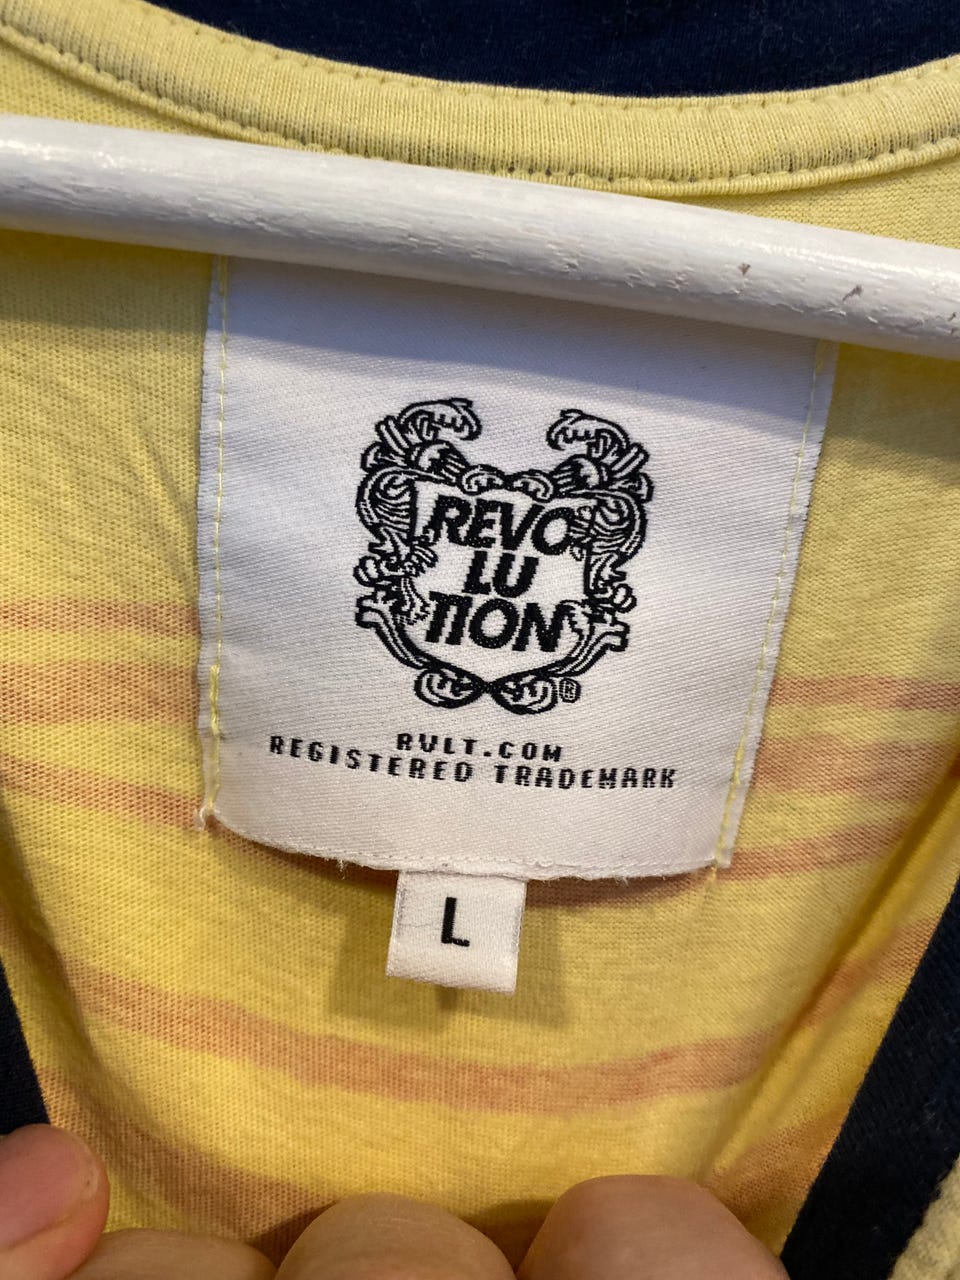 REVO
LU
TION
®
RVLT.COM
REGISTERED TRADEMARK
L